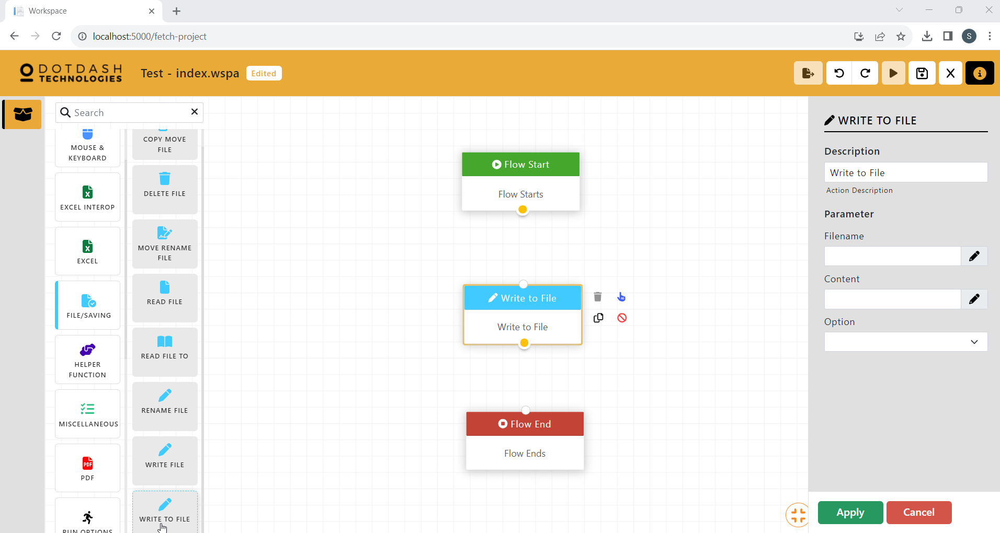 Workspace
localhost:5000/fetch-project
S
DOTDASH
TECHNOLOGIES
Test - index.wspa
Edited
Search
MOUSE &
KEYBOARD
EXCEL INTEROP
EXCEL
FILE/SAVING
HELPER
FUNCTION
MISCELLANEOUS
PDF
PDF
RUN OPTIONS
COPY MOVE
FILE
DELETE FILE
MOVE RENAME
FILE
READ FILE
READ FILE TO
RENAME FILE
WRITE FILE
WRITE TO FILE
Flow Start
Flow Starts
Write to File
Write to File
Flow End
Flow Ends
WRITE TO FILE
Description
Write to File
Action Description
Parameter
Filename
Content
Option
Apply
Cancel